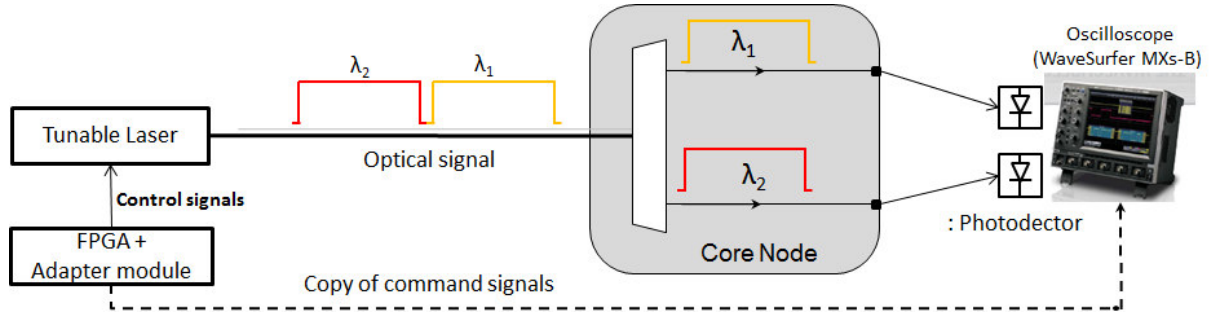 Oscilloscope
(WaveSurfer MXs-B)
λ1
λ2
λ1
Tunable Laser
Optical signal
λ2
Control signals
: Photodector
FPGA +
Adapter module
Core Node
Copy of command signals